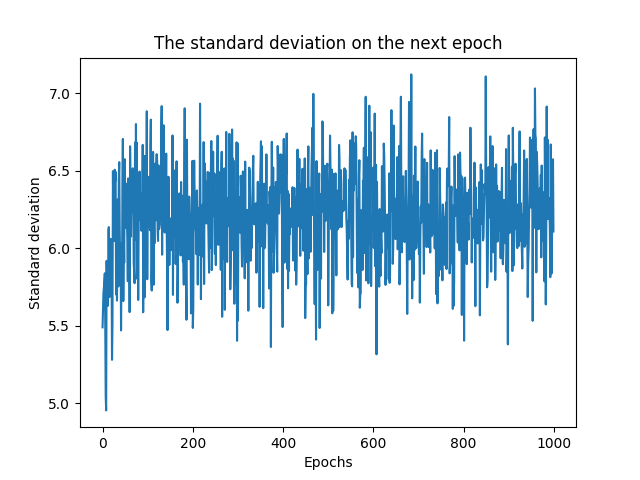 The standard deviation on the next epoch
7.0
6.5
6.0
5.5
5.0
Standard deviation
0 200 400 600 800 1000
Epochs